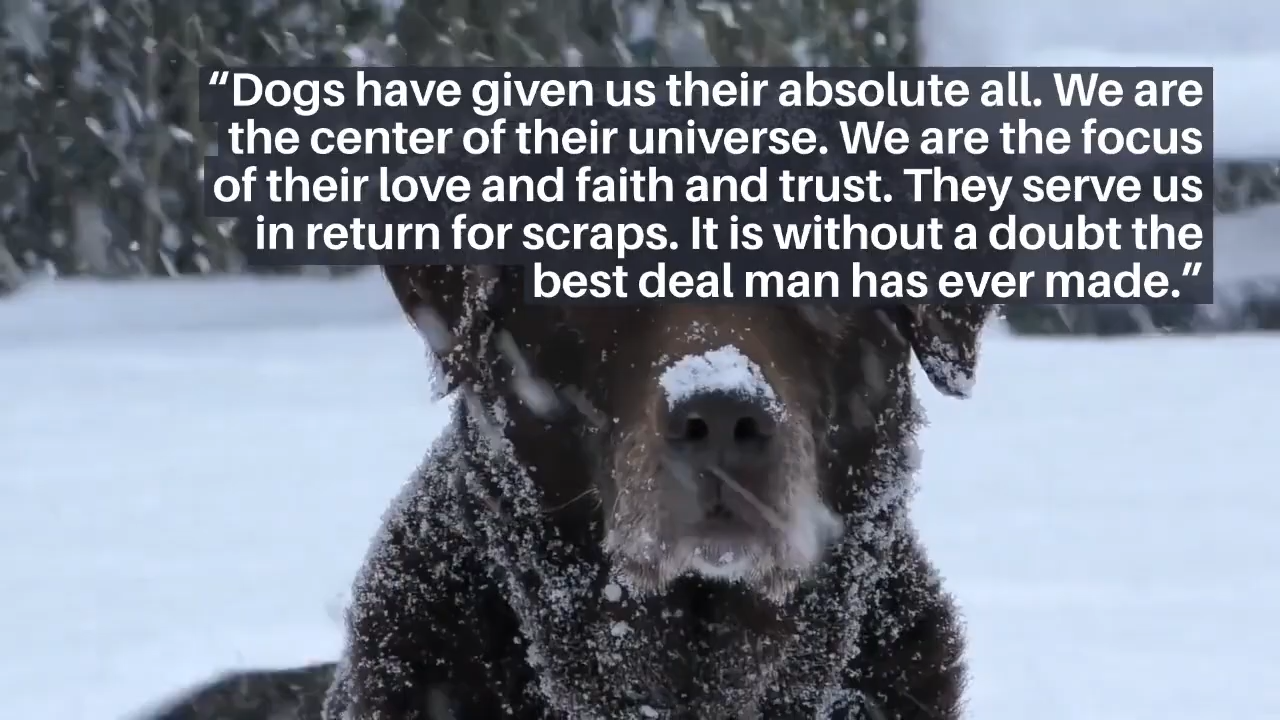 “Dogs have given us their absolute all. We are
the center of their universe. We are the focus
of their love and faith and trust. They serve us
in return for scraps. It is without a doubt the
best deal man has ever made.”